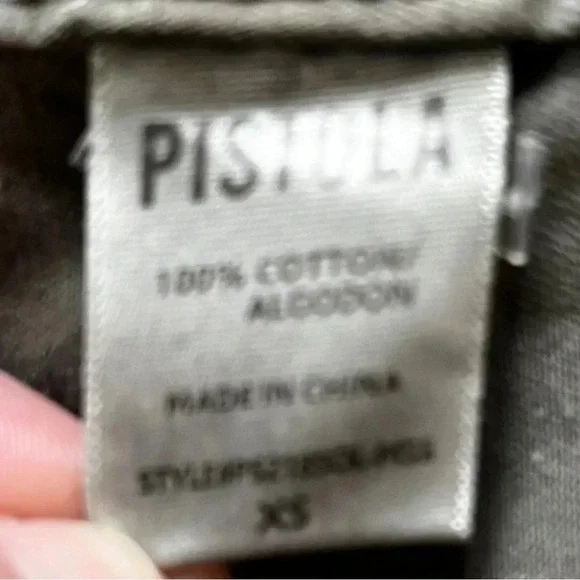 PISTOLA
100% COTTON/
ALGODON
MADE IN CHINA
XS